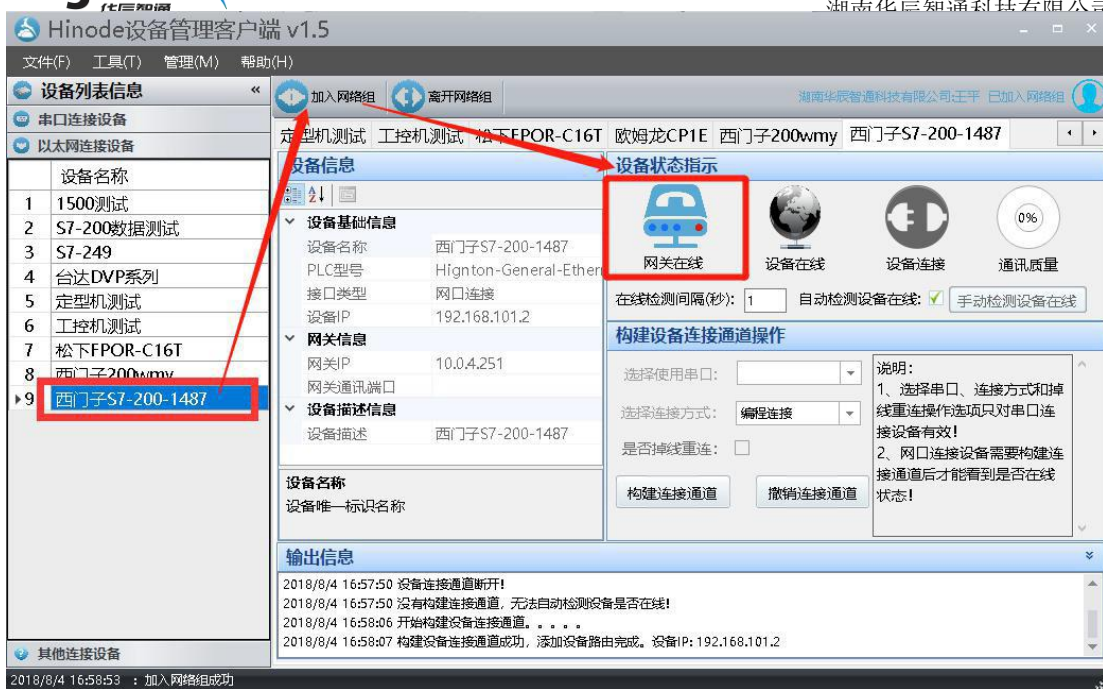 华辰智通
湖南华辰智通科技有限公司
Hinode设备管理客户端 v1.5
文件(F) 工具(T) 管理(M) 帮助(H)
设备列表信息 «
串口连接设备
以太网连接设备
设备名称
1 1500测试
2 S7-200数据测试
3 S7-249
4 台达DVP系列
5 定型机测试
6 工控机测试
7 松下FPOR-C16T
8 西门子200wmy
9 西门子S7-200-1487
其他连接设备
加入网络组 离开网络组 湖南华辰智通科技有限公司:王平 已加入网络组
定型机测试 工控机测试 松下FPOR-C16T 欧姆龙CP1E 西门子200wmy 西门子S7-200-1487
设备信息
设备基础信息
设备名称 西门子S7-200-1487
PLC型号 Hignton-General-Ethern
接口类型 网口连接
设备IP 192.168.101.2
网关信息
网关IP 10.0.4.251
网关通讯端口
设备描述信息
设备描述 西门子S7-200-1487
设备名称
设备唯一标识名称
设备状态指示
0%
网关在线 设备在线 设备连接 通讯质量
在线检测间隔(秒): 1 自动检测设备在线: 手动检测设备在线
构建设备连接通道操作
选择使用串口:
选择连接方式: 编程连接
是否掉线重连:
构建连接通道 撤销连接通道
说明:
1、选择串口、连接方式和掉
线重连操作选项只对串口连
接设备有效!
2、网口连接设备需要构建连
接通道后才能看到是否在线
状态!
输出信息
2018/8/4 16:57:50 设备连接通道断开!
2018/8/4 16:57:50 没有构建连接通道, 无法自动检测设备是否在线!
2018/8/4 16:58:06 开始构建设备连接通道。。。。。
2018/8/4 16:58:07 构建设备连接通道成功, 添加设备路由完成。设备IP: 192.168.101.2
2018/8/4 16:58:53 : 加入网络组成功